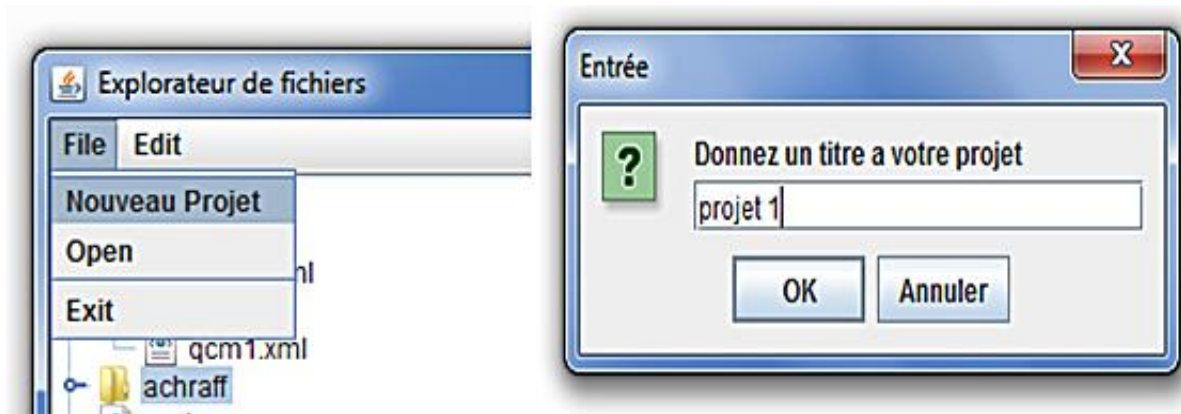 Explorateur de fichiers
File Edit
Nouveau Projet
Open
Exit
qcm1.xml
achraff
Entrée
X
?
Donnez un titre a votre projet
projet 1
OK Annuler